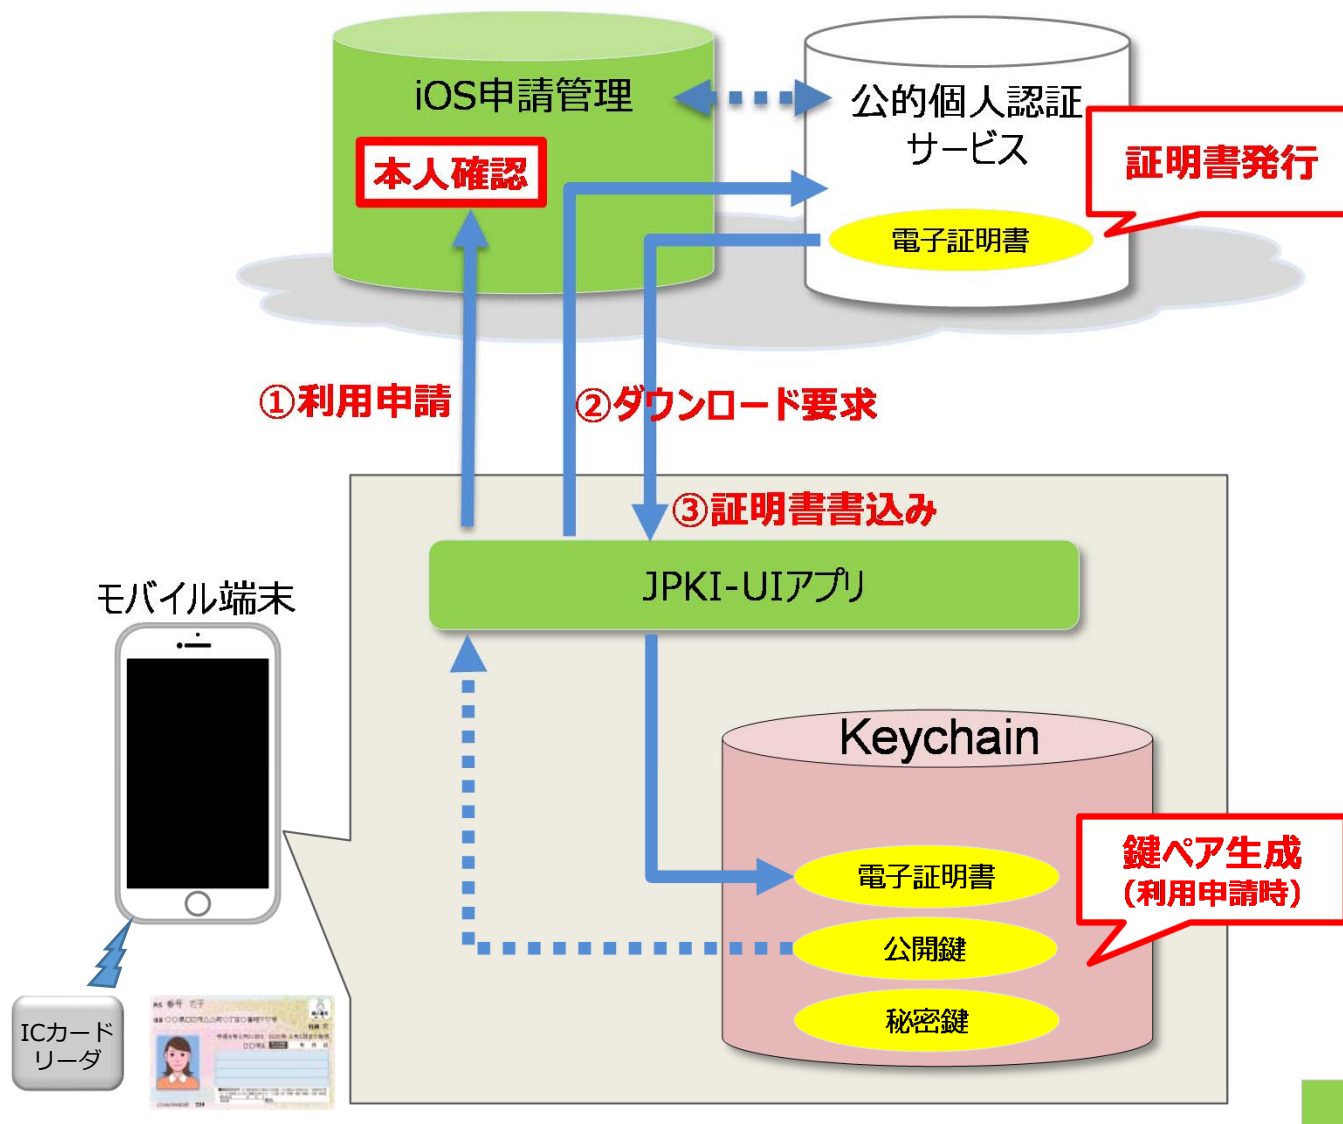 iOS申請管理
本人確認
公的個人認証
サービス
証明書発行
電子証明書
①利用申請
②ダウンロード要求
③証明書書込み
JPKI-UIアプリ
モバイル端末
Keychain
電子証明書
公開鍵
秘密鍵
鍵ペア生成
(利用申請時)
ICカード
リーダ
番号 花子